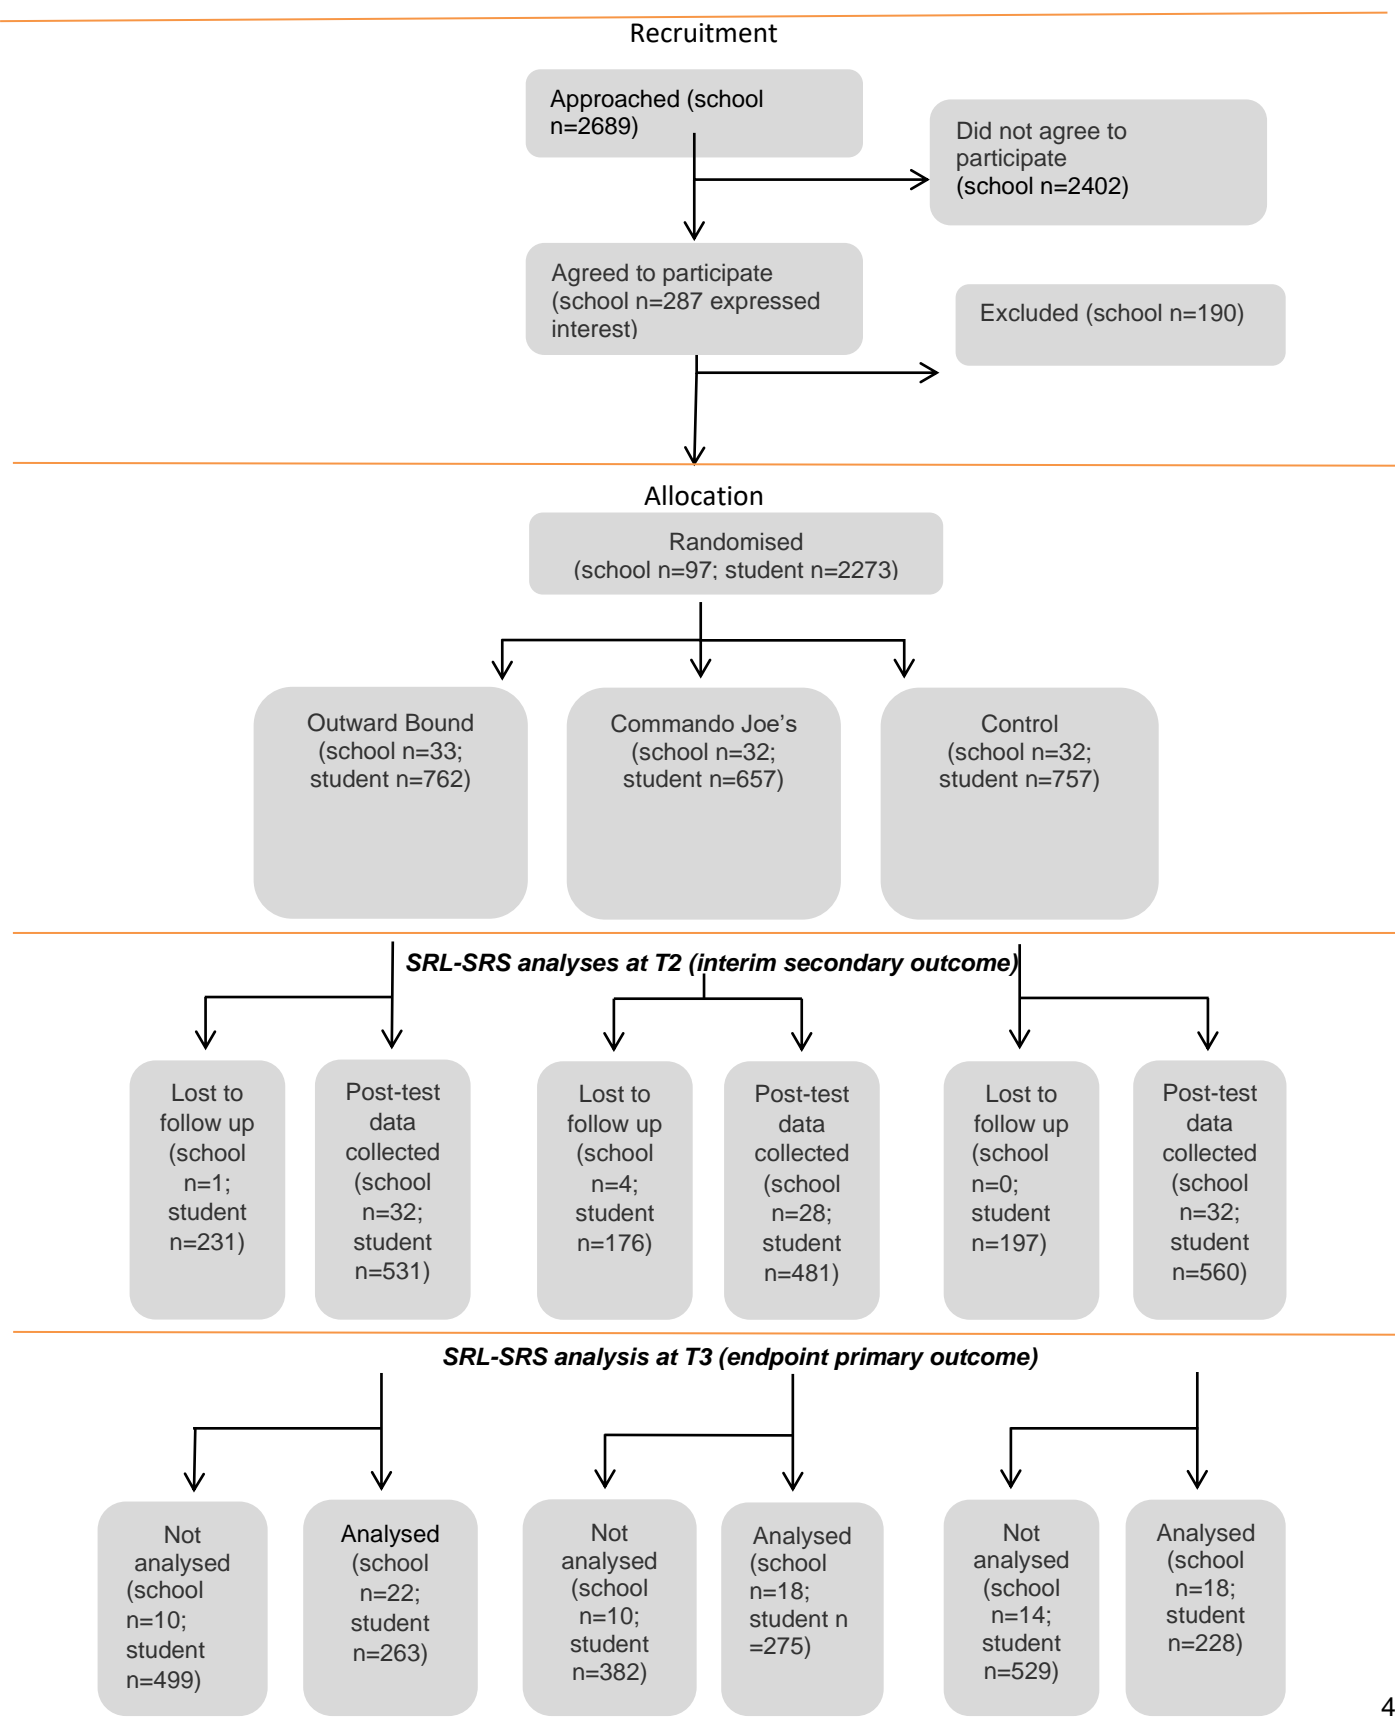 Recruitment
Approached (school
n=2689)
Did not agree to
participate
(school n=2402)
Agreed to participate
(school n=287 expressed
interest)
Excluded (school n=190)
Allocation
Randomised
(school n=97; student n=2273)
Outward Bound
(school n=33;
student n=762)
Commando Joe's
(school n=32;
student n=657)
Control
(school n=32;
student n=757)
SRL-SRS analyses at T2 (interim secondary outcome)
Lost to
follow up
(school
n=1;
student
n=231)
Post-test
data
collected
(school
n=32;
student
n=531)
Lost to
follow up
(school
n=4;
student
n=176)
Post-test
data
collected
(school
n=28;
student
n=481)
Lost to
follow up
(school
n=0;
student
n=197)
Post-test
data
collected
(school
n=32;
student
n=560)
SRL-SRS analysis at T3 (endpoint primary outcome)
Not
analysed
(school
n=10;
student
n=499)
Analysed
(school
n=22;
student
n=263)
Not
analysed
(school
n=10;
student
n=382)
Analysed
(school
n=18;
student n
=275)
Not
analysed
(school
n=14;
student
n=529)
Analysed
(school
n=18;
student
n=228)
4